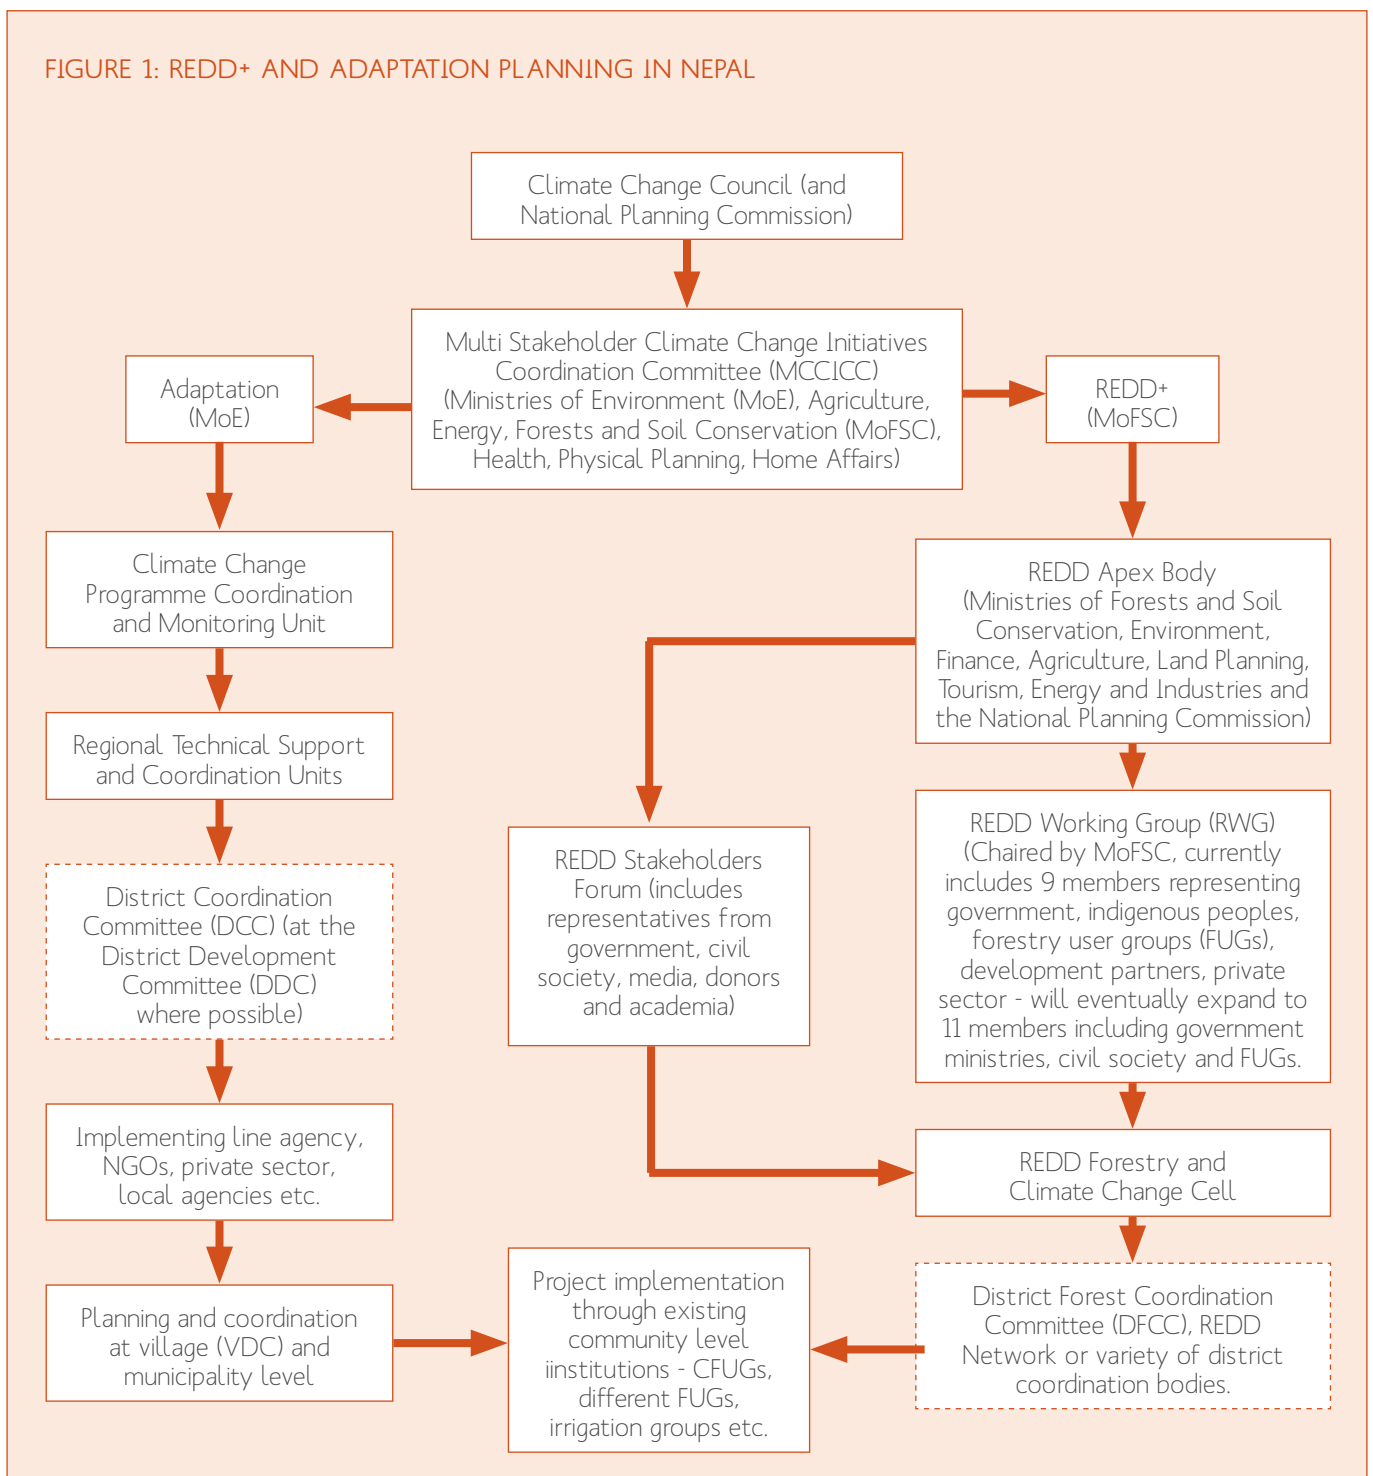 FIGURE 1: REDD+ AND ADAPTATION PLANNING IN NEPAL
Climate Change Council (and
National Planning Commission)
Multi Stakeholder Climate Change Initiatives
Coordination Committee (MCCICC)
(Ministries of Environment (MoE), Agriculture,
Energy, Forests and Soil Conservation (MoFSC),
Health, Physical Planning, Home Affairs)
Adaptation
(MoE)
REDD+
(MoFSC)
Climate Change
Programme Coordination
and Monitoring Unit
Regional Technical Support
and Coordination Units
District Coordination
Committee (DCC) (at the
District Development
Committee (DDC)
where possible)
Implementing line agency,
NGOs, private sector,
local agencies etc.
Planning and coordination
at village (VDC) and
municipality level
REDD Apex Body
(Ministries of Forests and Soil
Conservation, Environment,
Finance, Agriculture, Land Planning,
Tourism, Energy and Industries and
the National Planning Commission)
REDD Stakeholders
Forum (includes
representatives from
government, civil
society, media, donors
and academia)
REDD Working Group (RWG)
(Chaired by MoFSC, currently
includes 9 members representing
government, indigenous peoples,
forestry user groups (FUGs),
development partners, private
sector - will eventually expand to
11 members including government
ministries, civil society and FUGs.
REDD Forestry and
Climate Change Cell
District Forest Coordination
Committee (DFCC), REDD
Network or variety of district
coordination bodies.
Project implementation
through existing
community level
iinstitutions - CFUGs,
different FUGs,
irrigation groups etc.